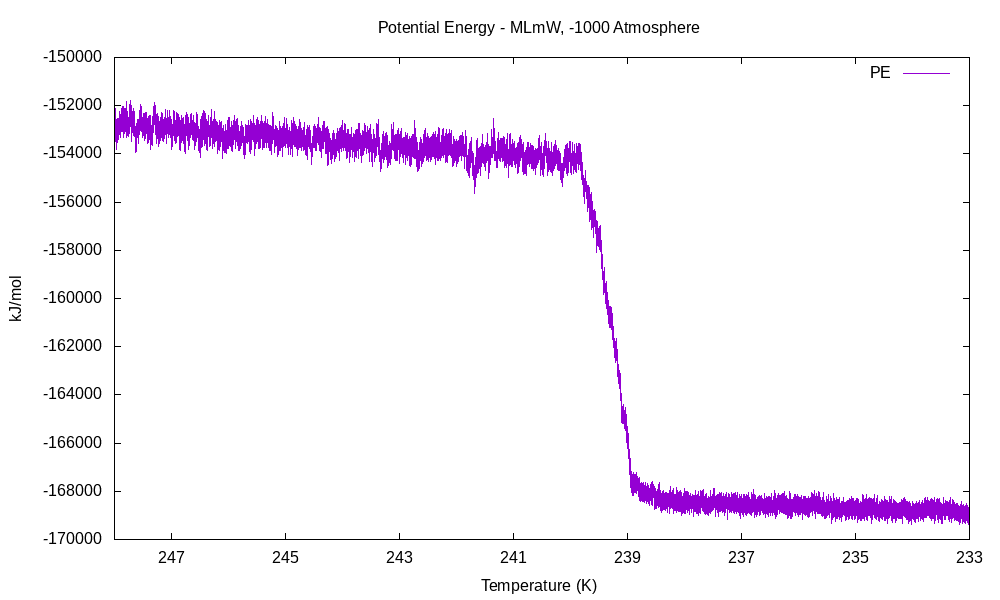 Potential Energy - MLmW, -1000 Atmosphere
PE
-150000
-152000
-154000
-156000
-158000
-160000
-162000
-164000
-166000
-168000
-170000
kJ/mol
247 245 243 241 239 237 235 233
Temperature (K)